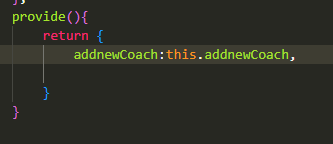 },
provide(){
    return {
        addnewCoach:this.addnewCoach,
    }
}